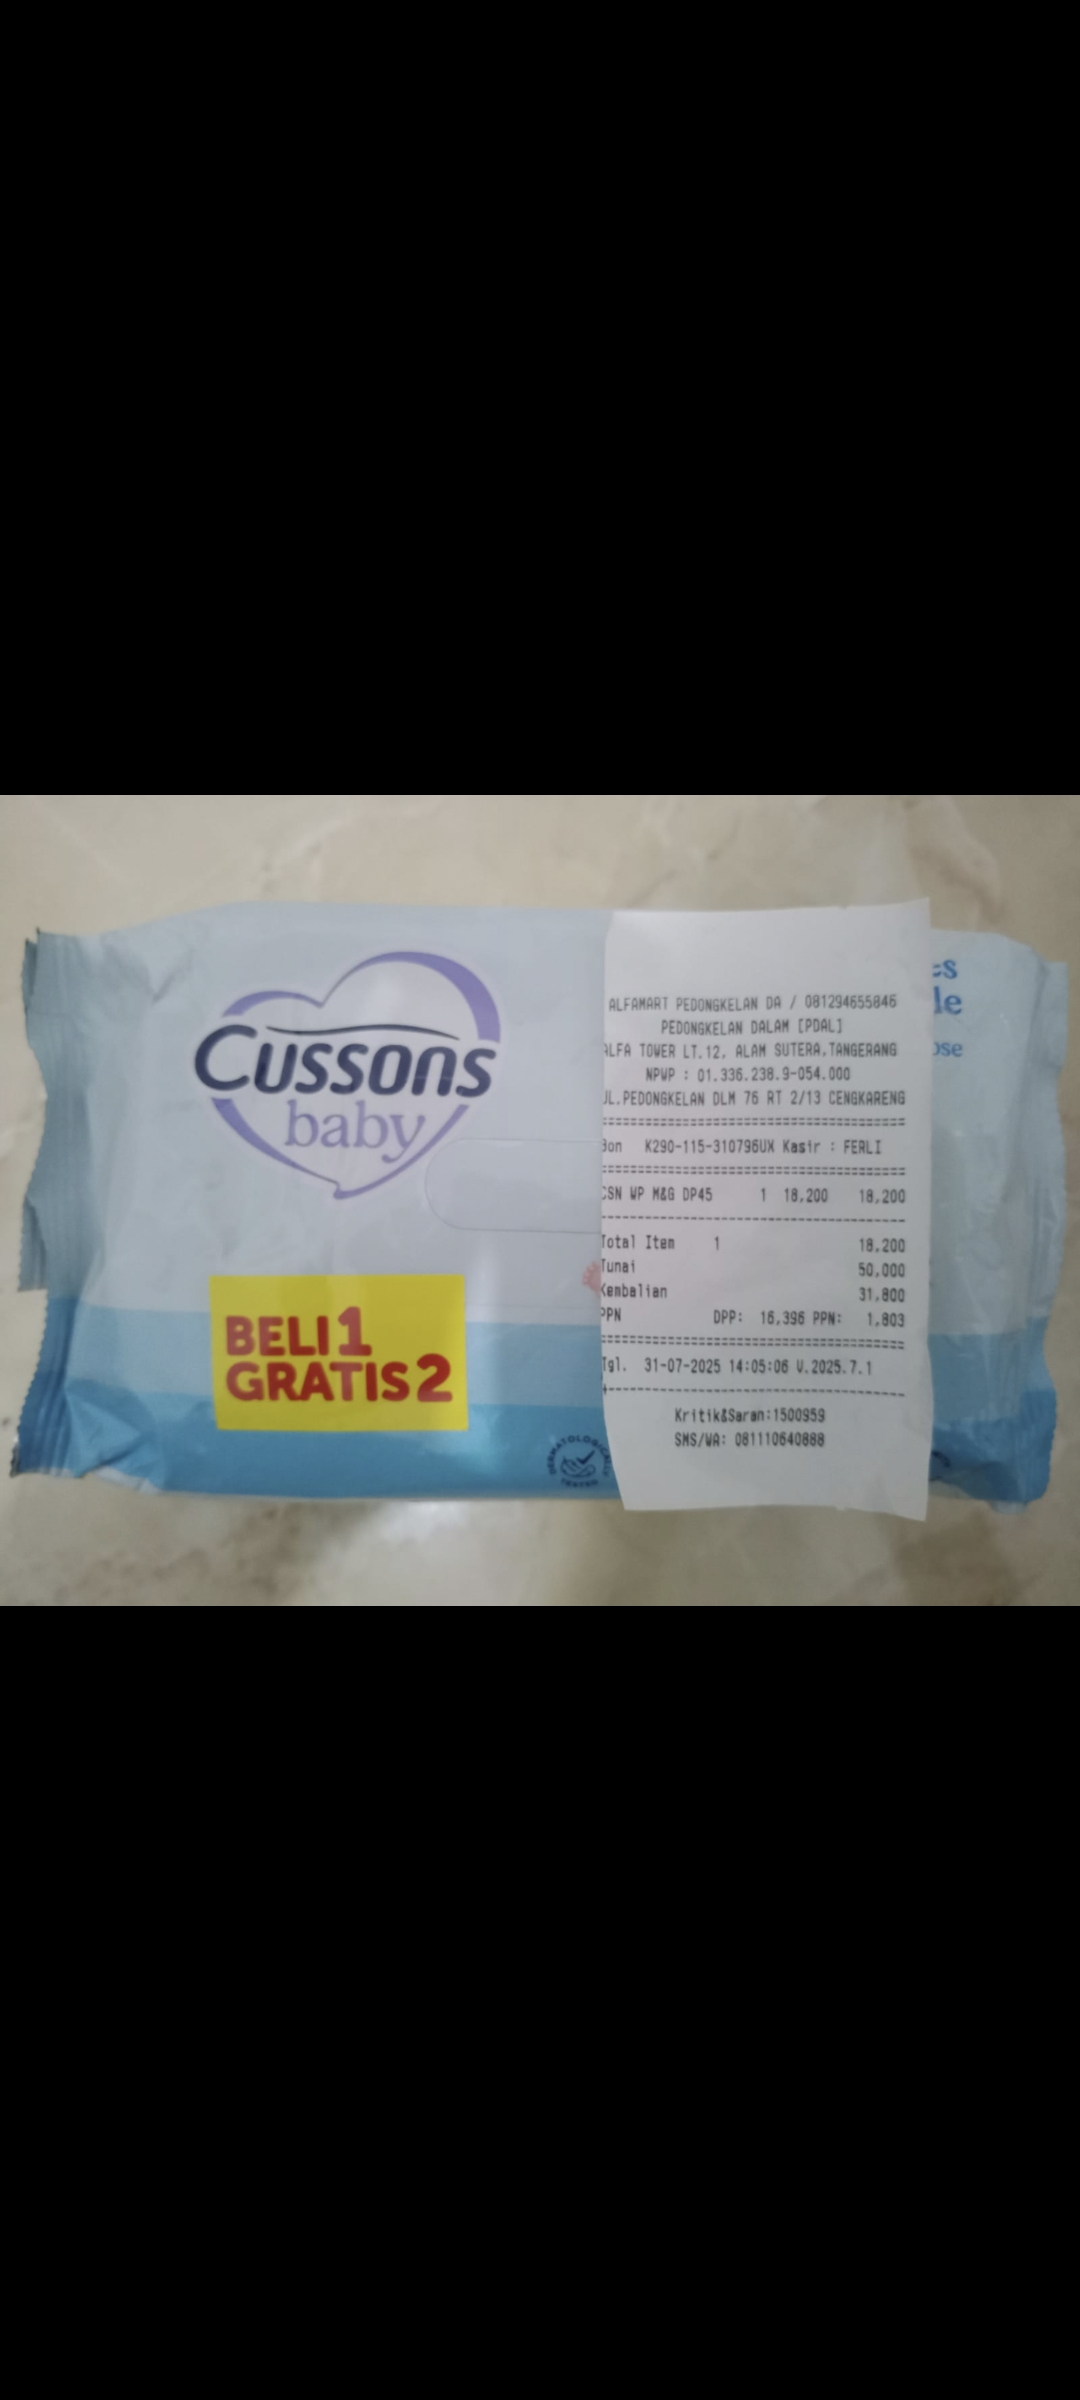 Cussons
baby
BELI 1
GRATIS 2
DERMATOLOGICALLY
TESTED
ALFAMART PEDONGKELAN DA / 081294655846
PEDONGKELAN DALAM [PDAL]
ALFA TOWER LT.12, ALAM SUTERA,TANGERANG
NPWP : 01.336.238.9-054.000
JL.PEDONGKELAN DLM 76 RT 2/13 CENGKARENG
Bon K290-115-310796UX Kasir : FERLI
CSN WP M&G DP45 1 18,200 18,200
Total Item 1 18,200
Tunai 50,000
Kembalian 31,800
PPN DPP: 16,396 PPN: 1,803
Tgl. 31-07-2025 14:05:06 V.2025.7.1
Kritik&Saran:1500959
SMS/WA: 081110640888